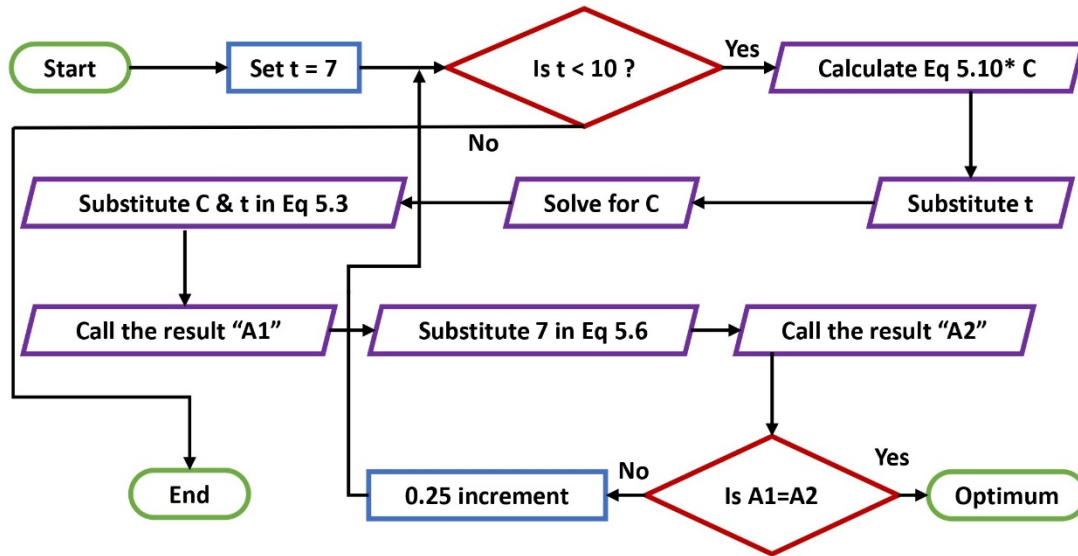 Start
Set t = 7
Is t < 10 ?
Yes
Calculate Eq 5.10* C
No
Substitute C & t in Eq 5.3
Solve for C
Substitute t
Call the result “A1”
Substitute 7 in Eq 5.6
Call the result “A2”
End
0.25 increment
No
Is A1=A2
Yes
Optimum